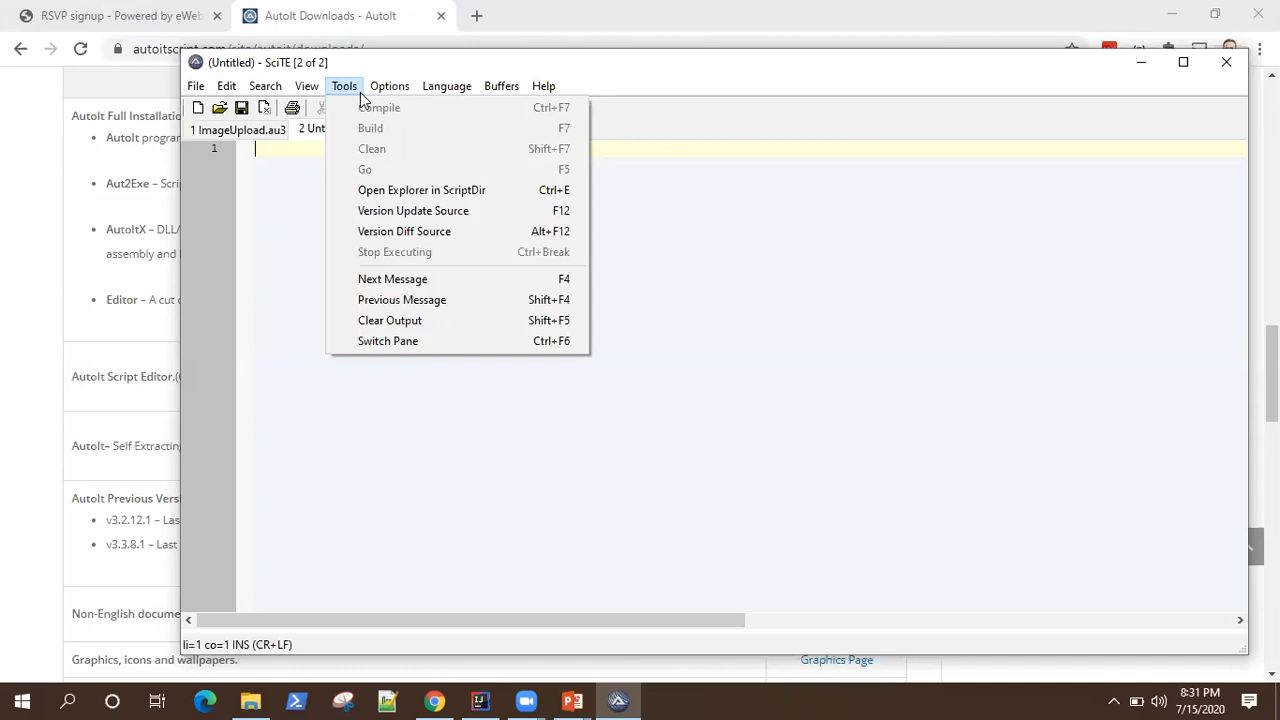 RSVP signup - Powered by eWeb
AutoIt Downloads - AutoIt
autoitscript.com/site/autoit/downloads/
(Untitled) - SciTE [2 of 2]
File Edit Search View Tools Options Language Buffers Help
1 ImageUpload.au3 2 Unt
1
Compile Ctrl+F7
Build F7
Clean Shift+F7
Go F5
Open Explorer in ScriptDir Ctrl+E
Version Update Source F12
Version Diff Source Alt+F12
Stop Executing Ctrl+Break
Next Message F4
Previous Message Shift+F4
Clear Output Shift+F5
Switch Pane Ctrl+F6
AutoIt Full Installatio
• AutoIt progra
• Aut2Exe – Scri
• AutoItX – DLL/
assembly and
• Editor – A cut
AutoIt Script Editor.(
AutoIt– Self Extractin
AutoIt Previous Versi
• v3.2.12.1 – Las
• v3.3.8.1 – Last
Non-English docume
Graphics, icons and wallpapers.
Graphics Page
li=1 co=1 INS (CR+LF)
8:31 PM
7/15/2020